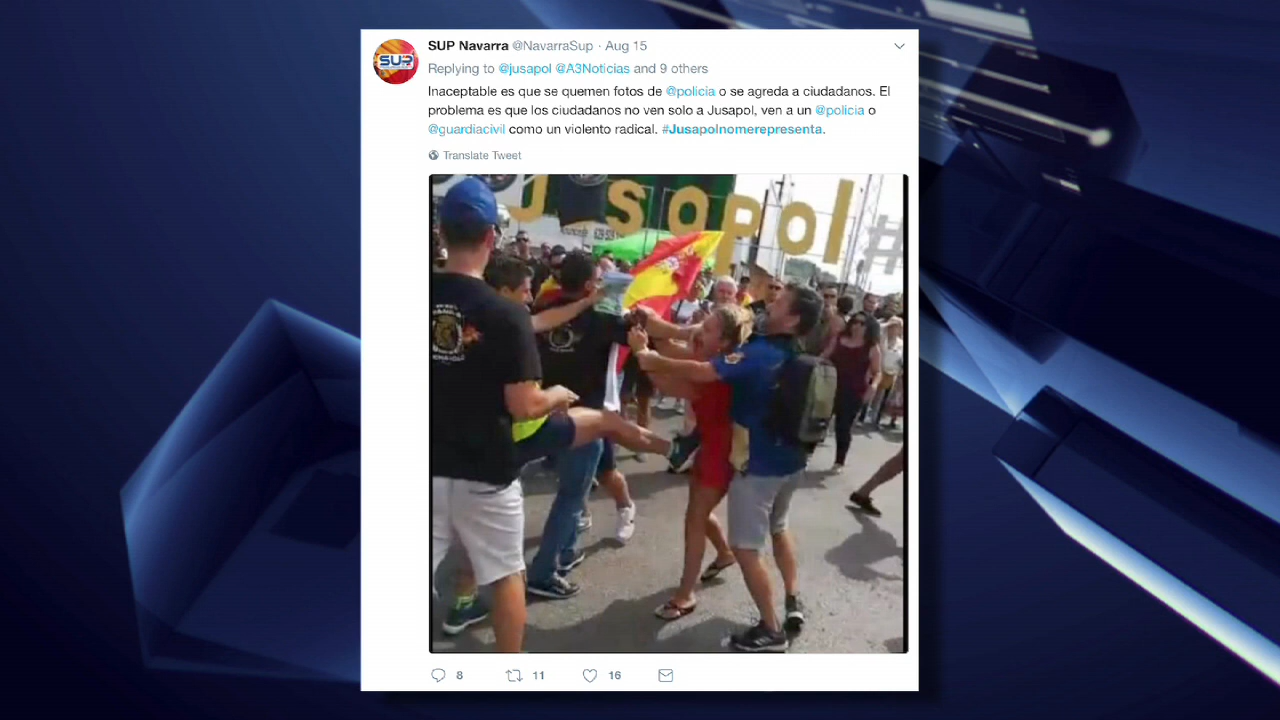 SUP Navarra @NavarraSup · Aug 15
SUP
Replying to @jusapol @A3Noticias and 9 others
Inaceptable es que se quemen fotos de @policia o se agreda a ciudadanos. El
problema es que los ciudadanos no ven solo a Jusapol, ven a un @policia o
@guardiacivil como un violento radical. #Jusapolnomerepresenta.
Translate Tweet
Jusapol#
8 11 16